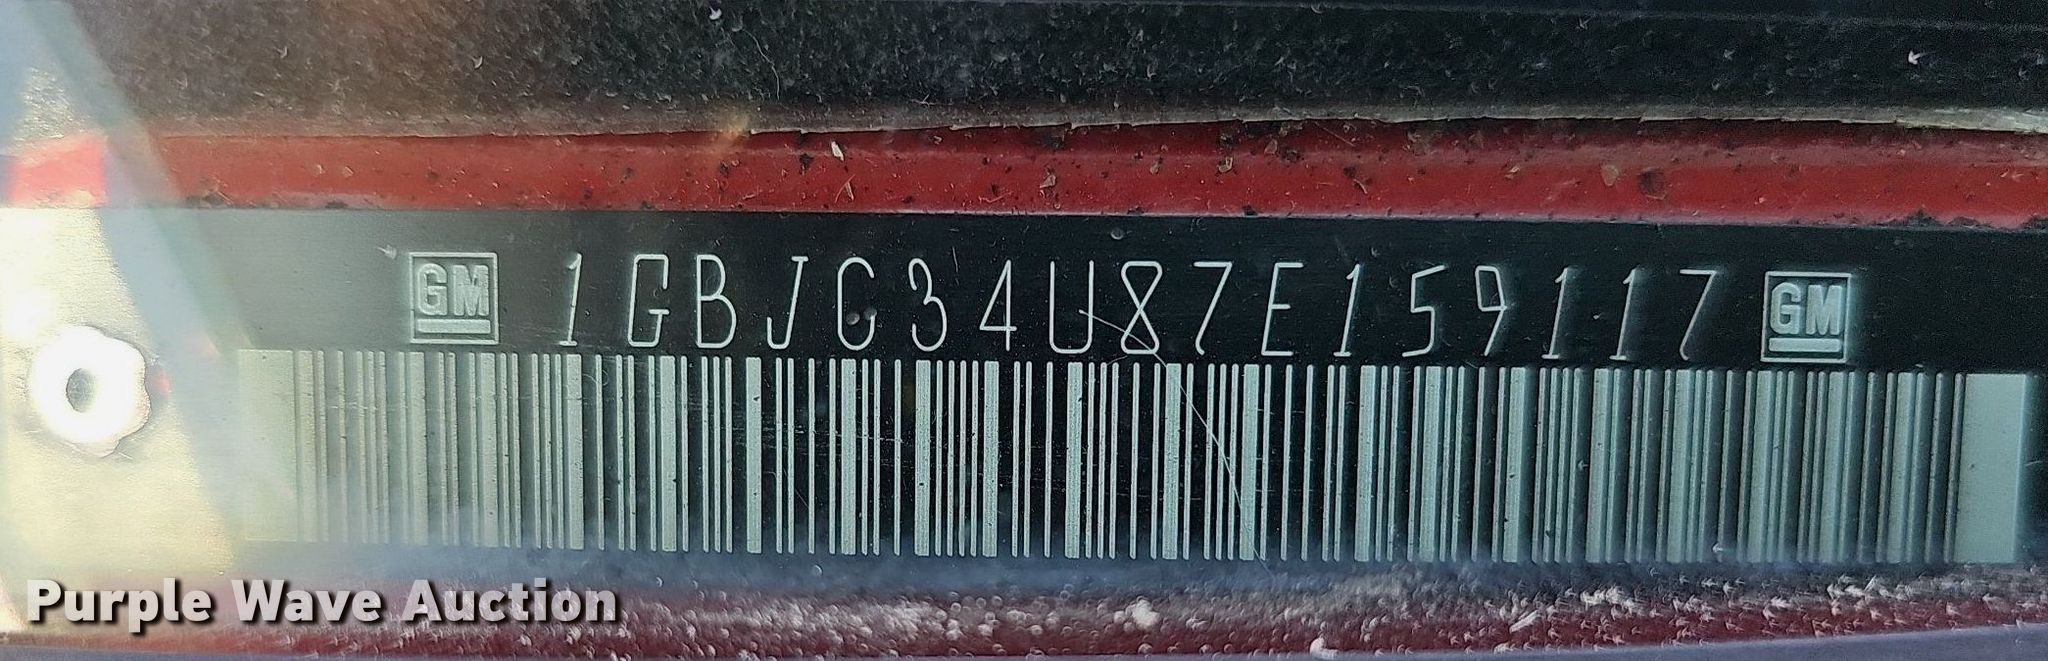 GM 1GBJC34U87E159117 GM
Purple Wave Auction